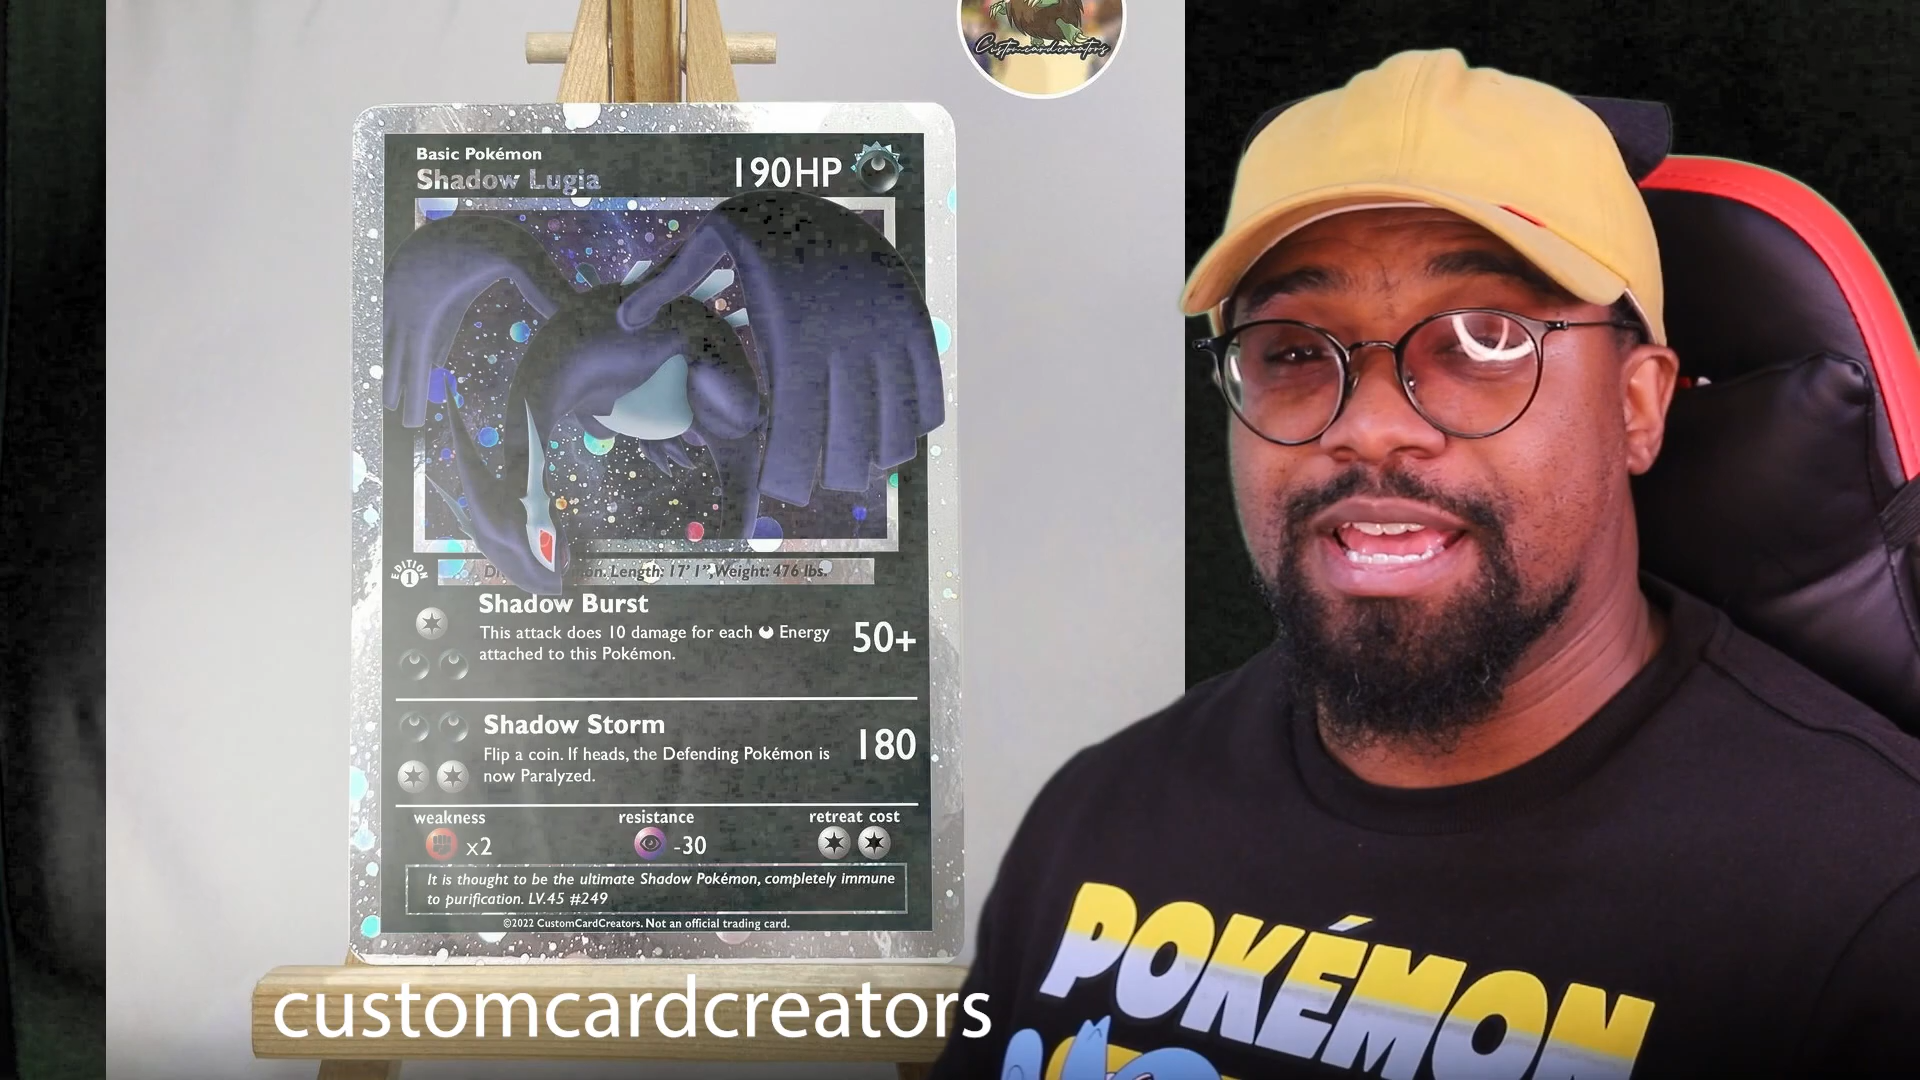 Customcardcreators
Basic Pokémon
Shadow Lugia
190HP
EDITION
1
Length: 17' 1", Weight: 476 lbs.
Shadow Burst
This attack does 10 damage for each Energy
attached to this Pokémon.
50+
Shadow Storm
Flip a coin. If heads, the Defending Pokémon is
now Paralyzed.
180
weakness
x2
resistance
-30
retreat cost
It is thought to be the ultimate Shadow Pokémon, completely immune
to purification. LV.45 #249
©2022 CustomCardCreators. Not an official trading card.
customcardcreators
POKÉMON